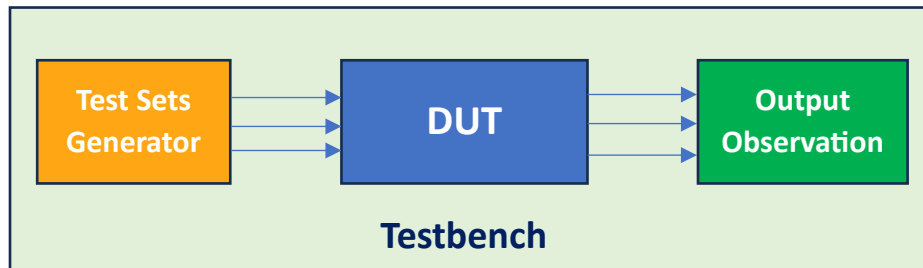 Test Sets
Generator
DUT
Output
Observation
Testbench